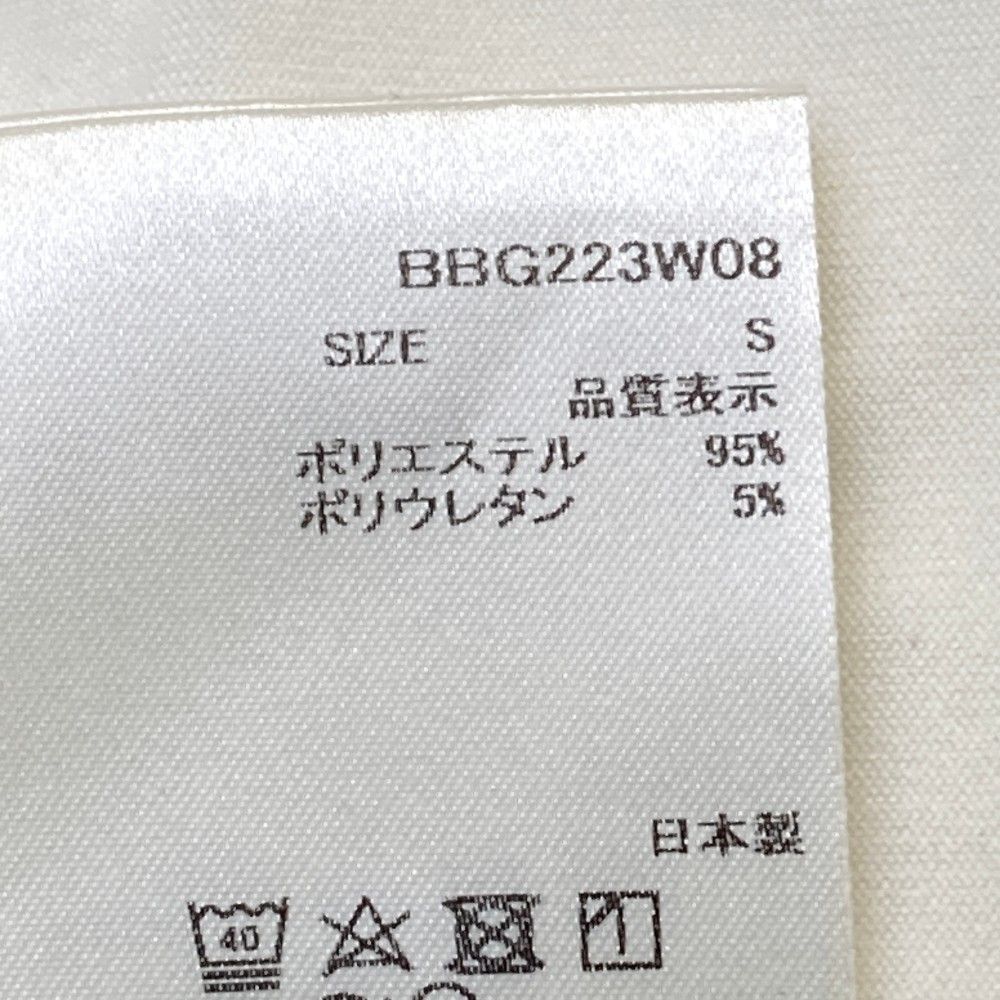 BBG223W08
SIZE S
品質表示
ポリエステル 95%
ポリウレタン 5%
日本製
40